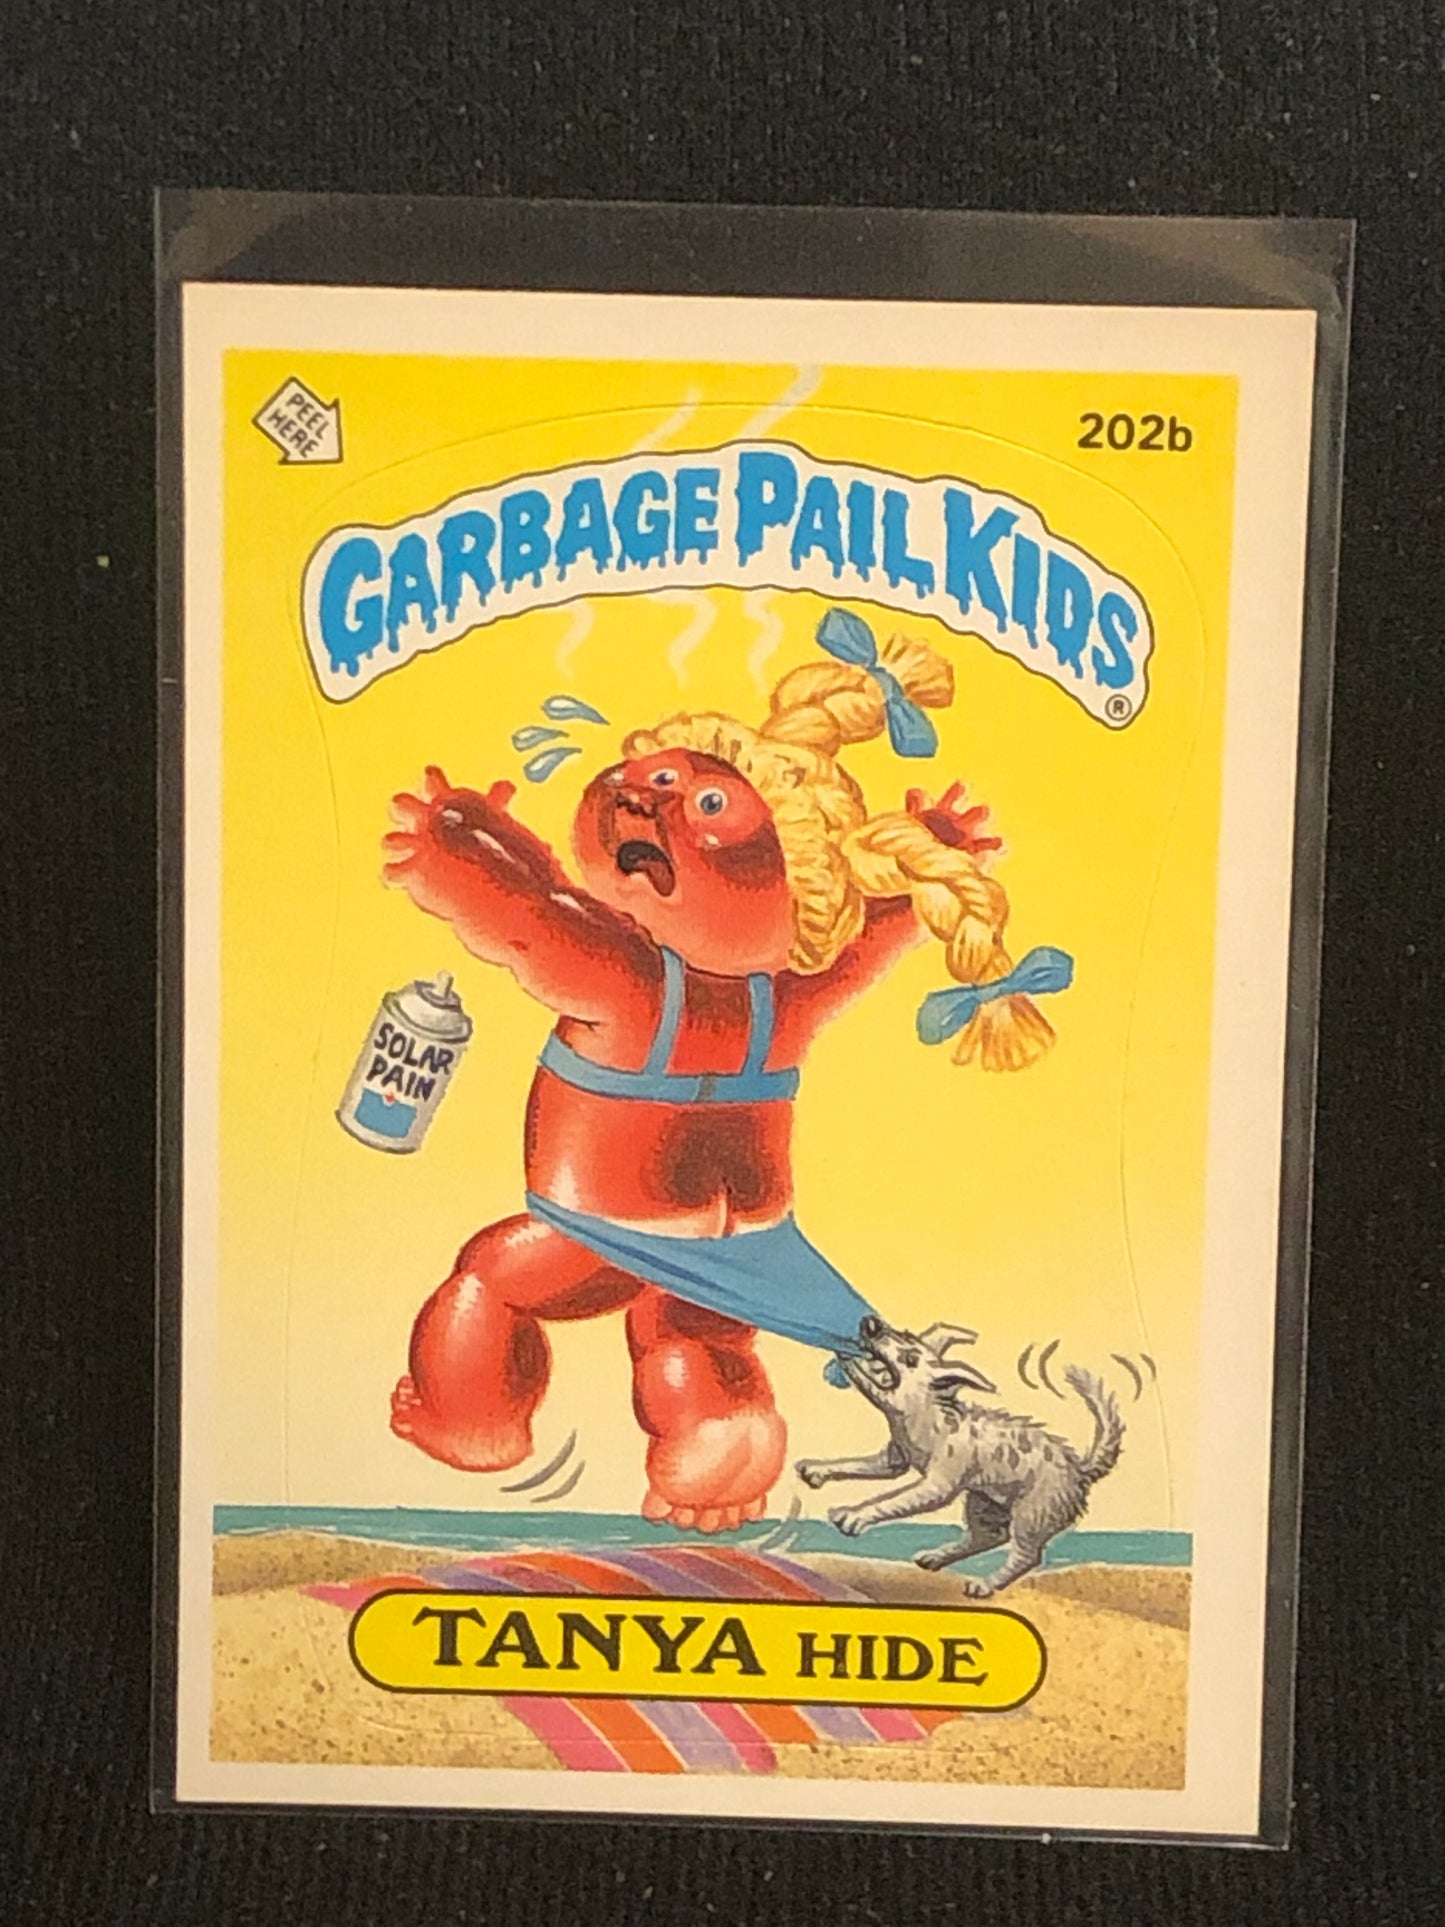 PEEL
HERE
202b
GARBAGE PAIL KIDS
®
SOLAR
PAIN
TANYA HIDE